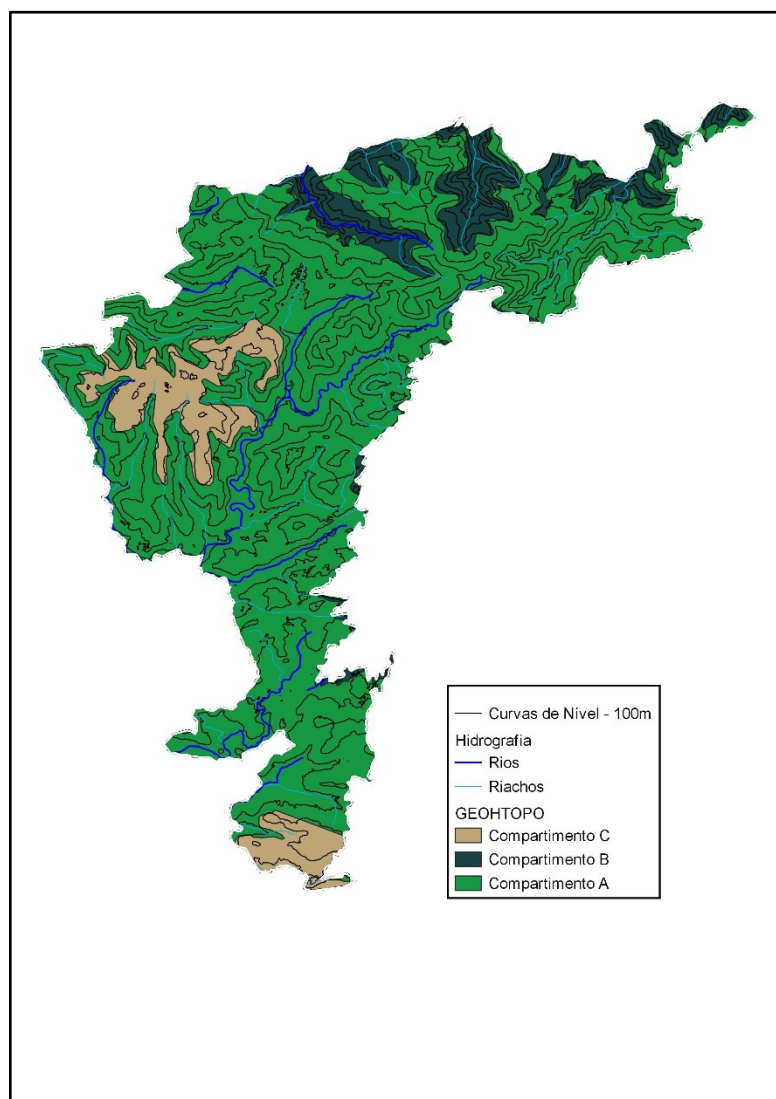 Curvas de Nível - 100m
Hidrografia
Rios
Riachos
GEOHTOPO
Compartimento C
Compartimento B
Compartimento A